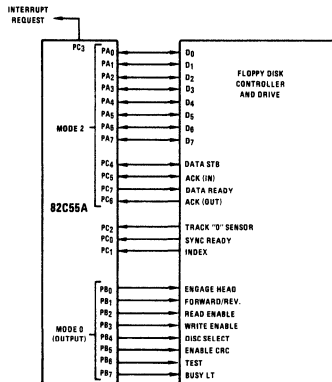 INTERRUPT
REQUEST
PC3
PA0 D0
PA1 D1
PA2 D2
PA3 D3
PA4 D4
PA5 D5
PA6 D6
PA7 D7
FLOPPY DISK
CONTROLLER
AND DRIVE
MODE 2
PC4 DATA STB
PC5 ACK (IN)
PC7 DATA READY
PC6 ACK (OUT)
82C55A
PC2 TRACK "0" SENSOR
PC0 SYNC READY
PC1 INDEX
PB0 ENGAGE HEAD
PB1 FORWARD/REV.
PB2 READ ENABLE
PB3 WRITE ENABLE
PB4 DISC SELECT
PB5 ENABLE CRC
PB6 TEST
PB7 BUSY LT
MODE 0
(OUTPUT)